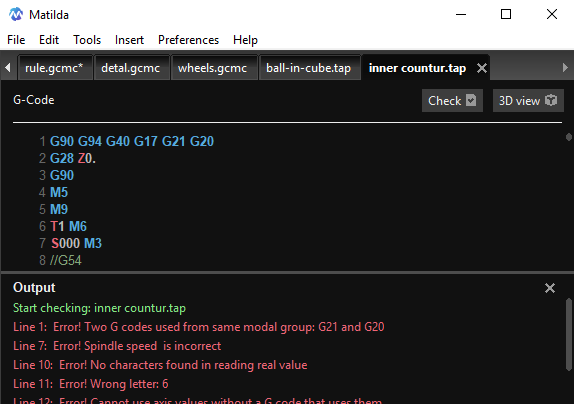 Matilda
File Edit Tools Insert Preferences Help
rule.gcmc* detal.gcmc wheels.gcmc ball-in-cube.tap inner countur.tap
G-Code Check 3D view
1 G90 G94 G40 G17 G21 G20
2 G28 Z0.
3 G90
4 M5
5 M9
6 T1 M6
7 S000 M3
8 //G54
Output
Start checking: inner countur.tap
Line 1: Error! Two G codes used from same modal group: G21 and G20
Line 7: Error! Spindle speed is incorrect
Line 10: Error! No characters found in reading real value
Line 11: Error! Wrong letter: 6
Line 12: Error! Cannot use axis values without a G code that uses them